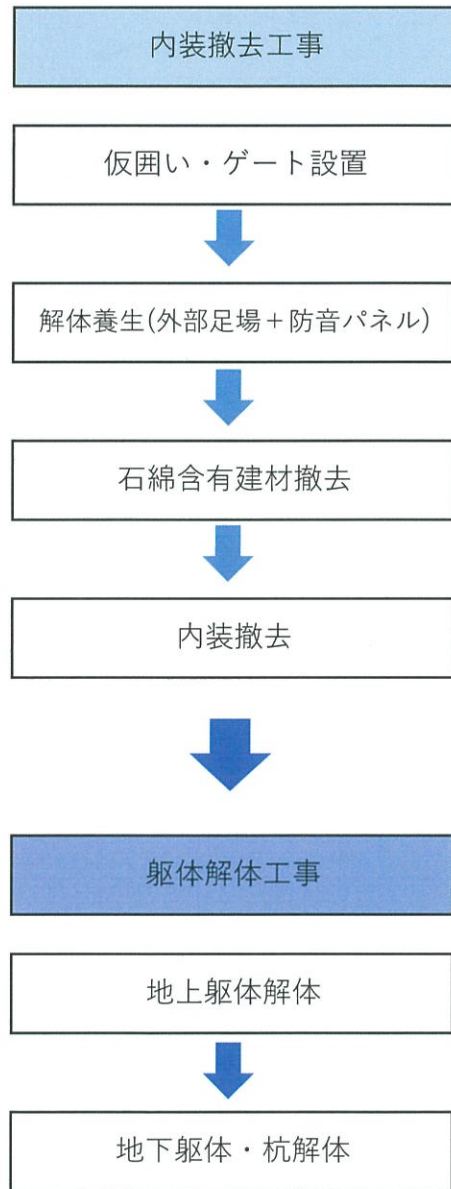 内装撤去工事
仮囲い・ゲート設置
解体養生(外部足場+防音パネル)
石綿含有建材撤去
内装撤去
躯体解体工事
地上躯体解体
地下躯体・杭解体